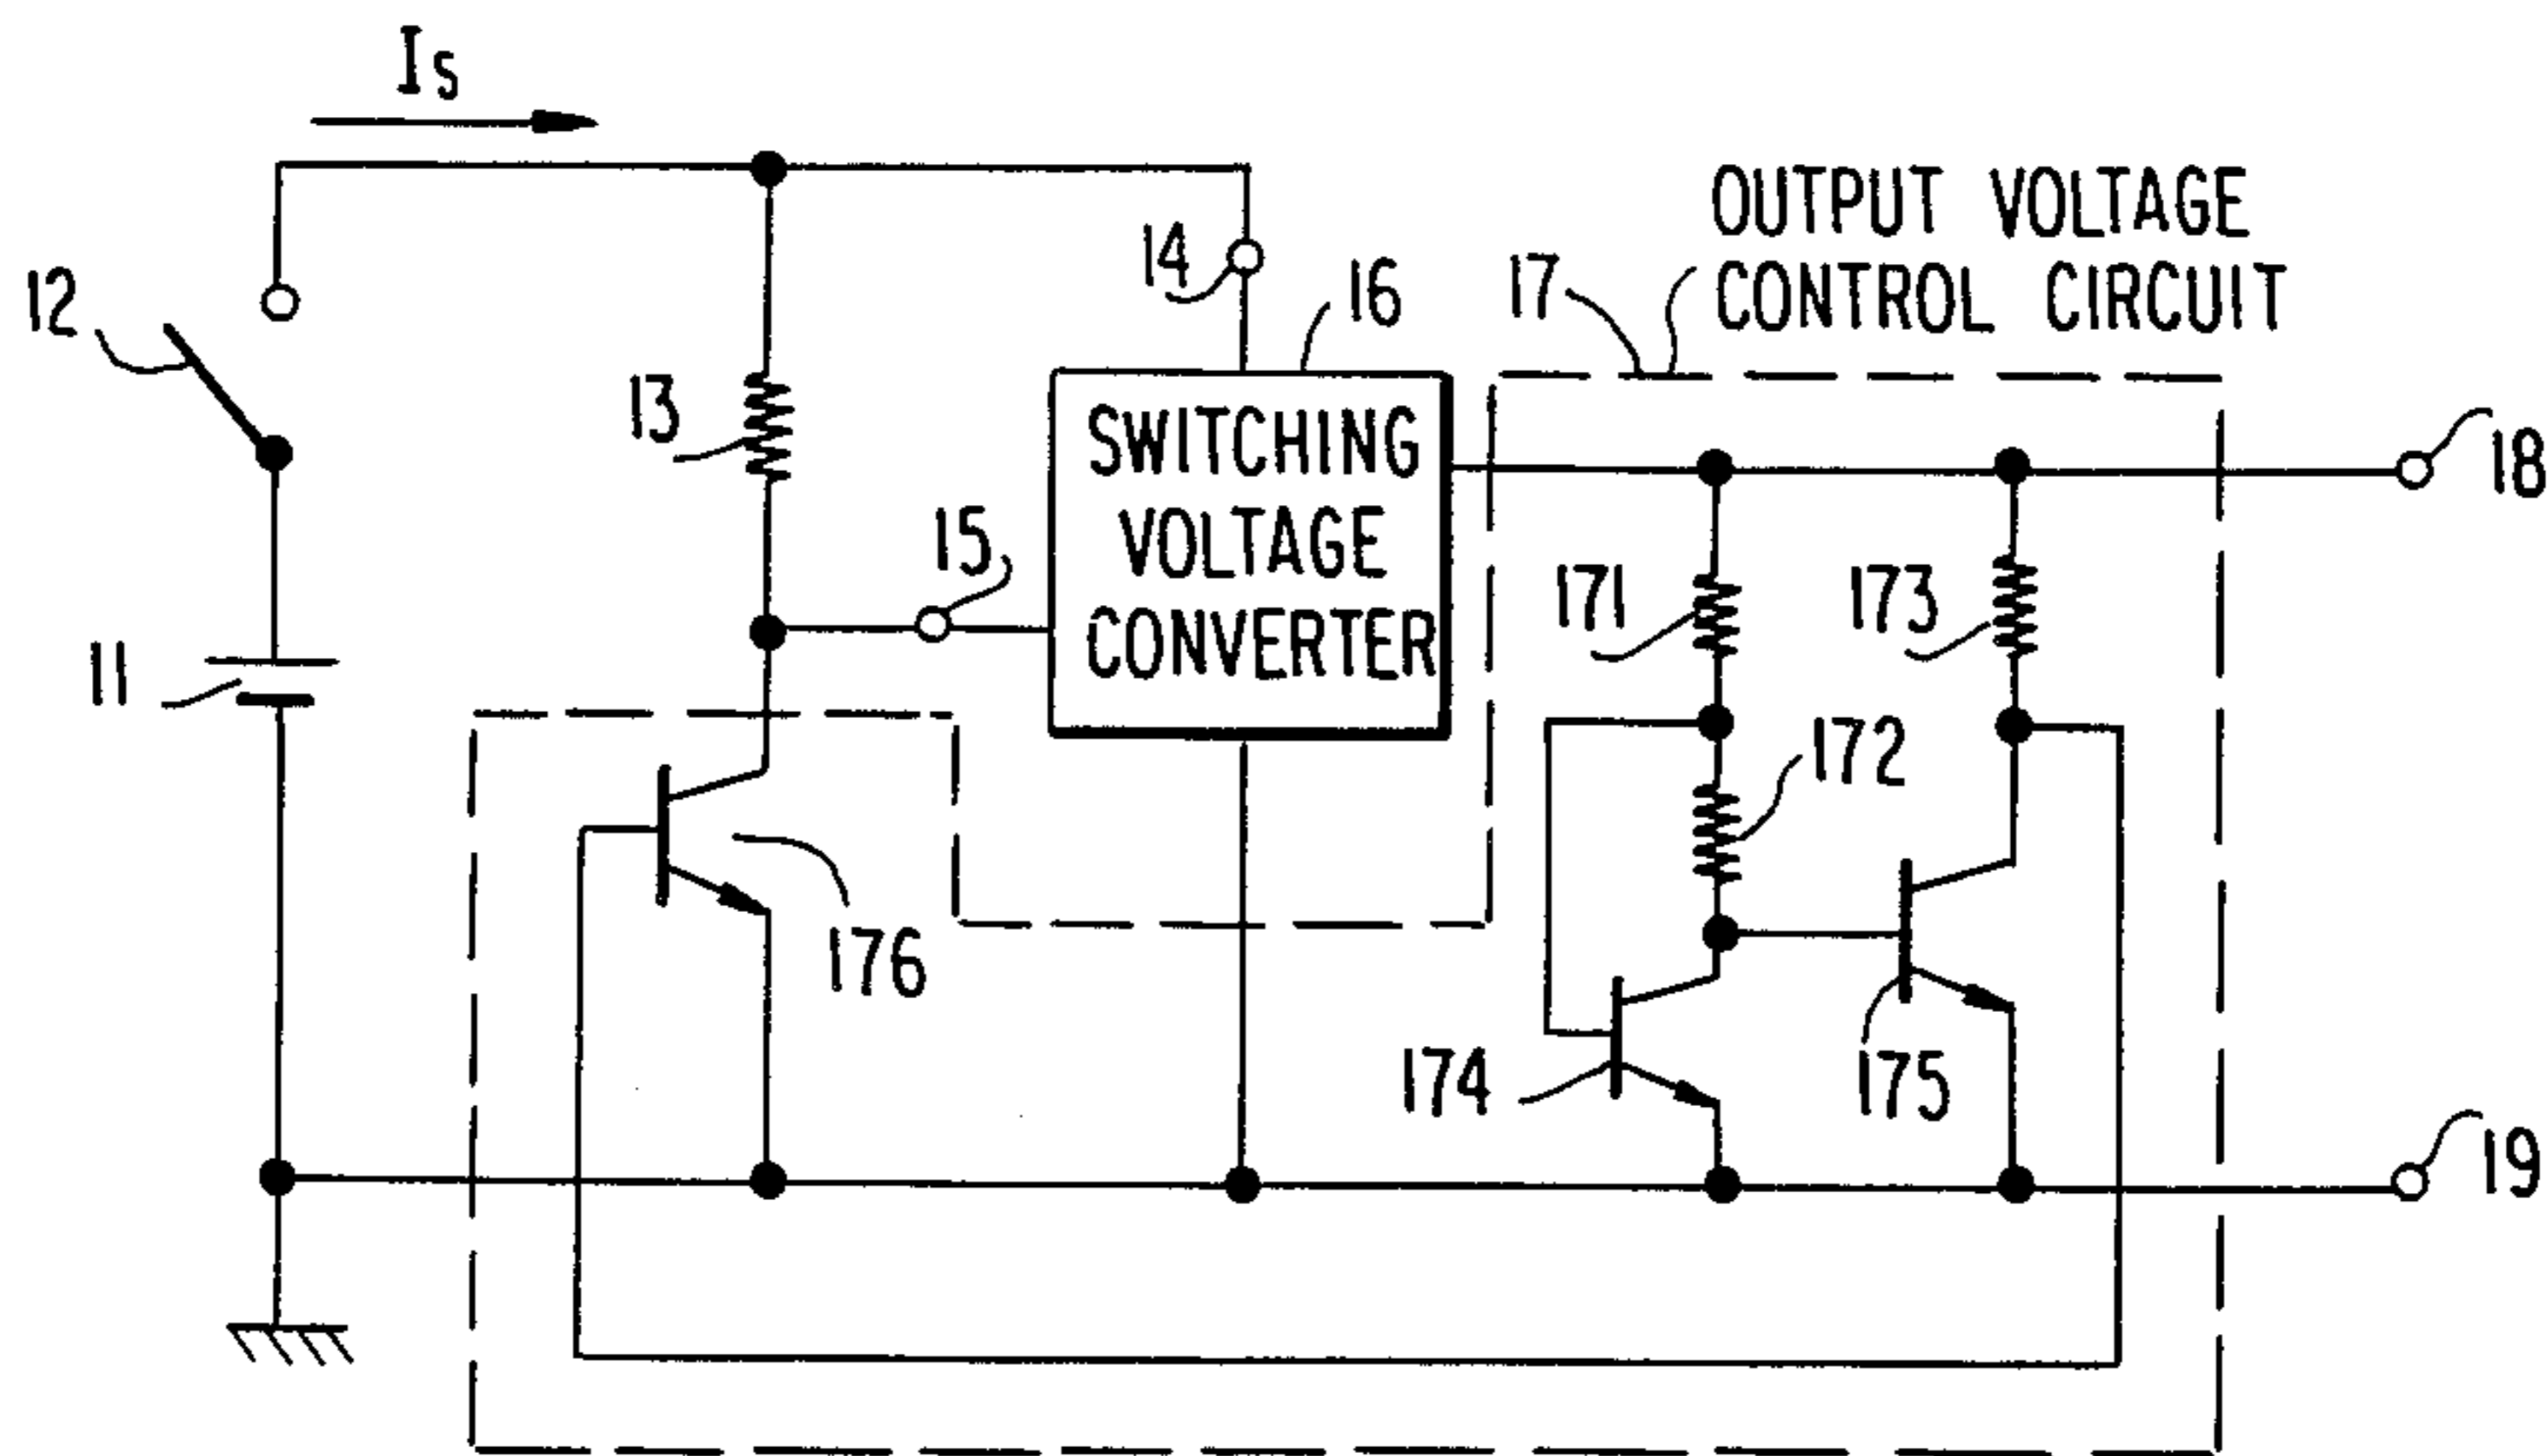 Is
12
13
14
15
16
17
OUTPUT VOLTAGE
CONTROL CIRCUIT
18
SWITCHING
VOLTAGE
CONVERTER
11
171
173
172
176
174
175
19